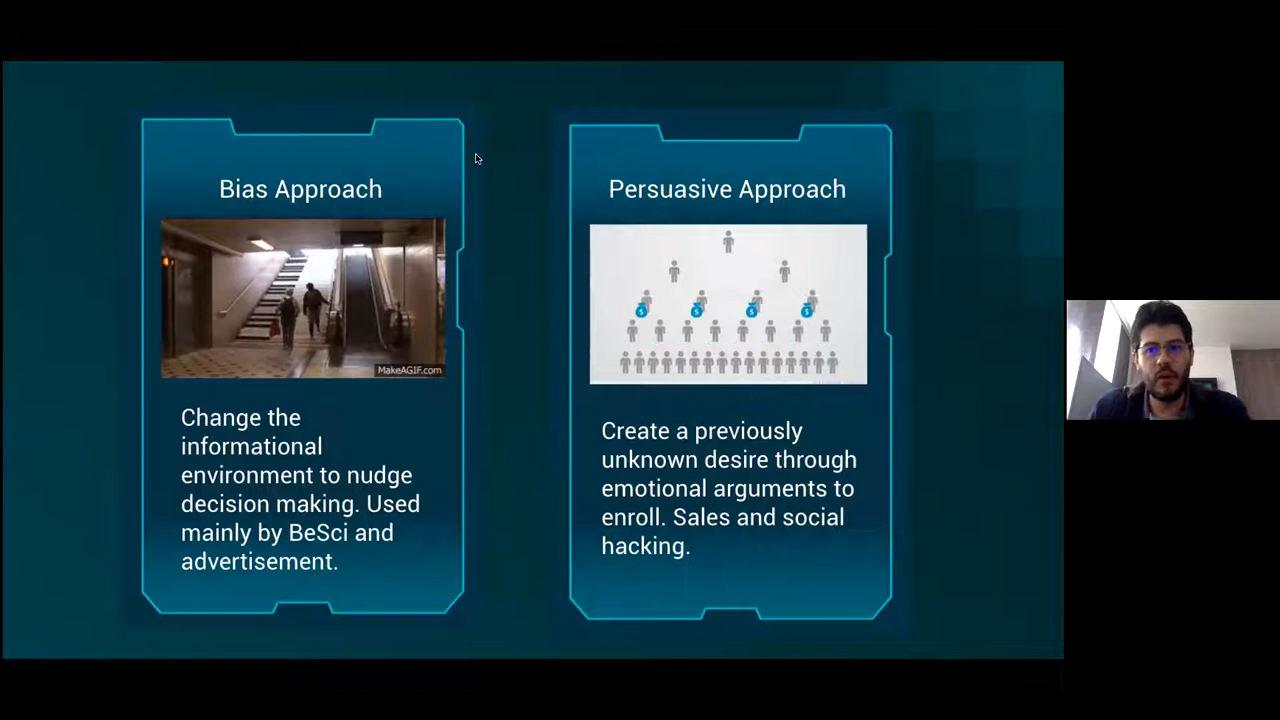 Bias Approach
MakeAGIF.com
Change the
informational
environment to nudge
decision making. Used
mainly by BeSci and
advertisement.
Persuasive Approach
$ $ $ $
Create a previously
unknown desire through
emotional arguments to
enroll. Sales and social
hacking.